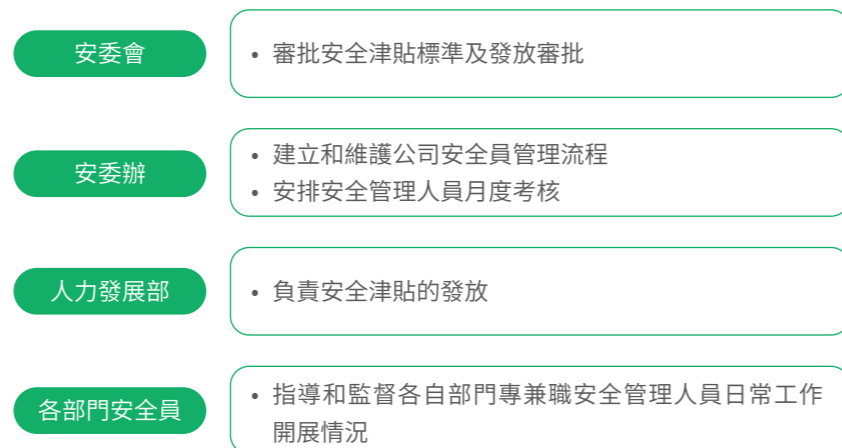 安委會
• 審批安全津貼標準及發放審批
安委辦
• 建立和維護公司安全員管理流程
• 安排安全管理人員月度考核
人力發展部
• 負責安全津貼的發放
各部門安全員
• 指導和監督各自部門專兼職安全管理人員日常工作
開展情況